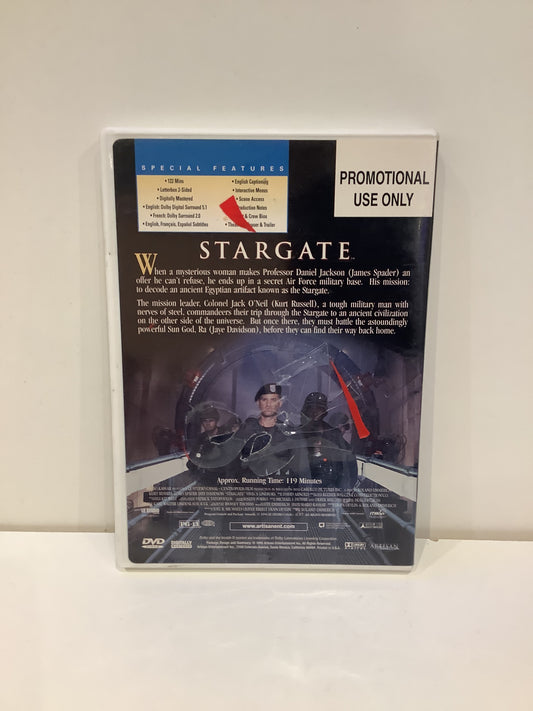 SPECIAL FEATURES
• 122 Mins
• Letterbox 2-Sided
• Digitally Mastered
• English: Dolby Digital Surround 5.1
• French: Dolby Surround 2.0
• English, Français, Español Subtitles
• English Captioning
• Interactive Menus
Scene Access
Production Notes
& Crew Bios
& Trailer
PROMOTIONAL
USE ONLY
STARGATE™
When a mysterious woman makes Professor Daniel Jackson (James Spader) an
offer he can't refuse, he ends up in a secret Air Force military base. His mission:
to decode an ancient Egyptian artifact known as the Stargate.
The mission leader, Colonel Jack O'Neil (Kurt Russell), a tough military man with
nerves of steel, commandeers their trip through the Stargate to an ancient civilization
on the other side of the universe. But once there, they must battle the astoundingly
powerful Sun God, Ra (Jaye Davidson), before they can find their way back home.
Approx. Running Time: 119 Minutes
www.artisanent.com
DVD
DIGITALLY
ARTISAN